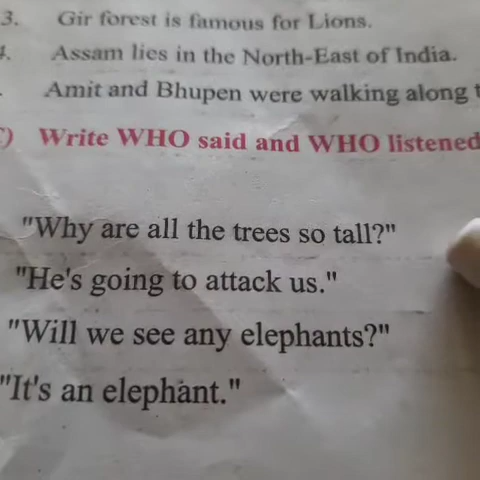 3. Gir forest is famous for Lions.
4. Assam lies in the North-East of India.
. Amit and Bhupen were walking along
C) Write WHO said and WHO listened
"Why are all the trees so tall?"
"He's going to attack us."
"Will we see any elephants?"
"It's an elephant."